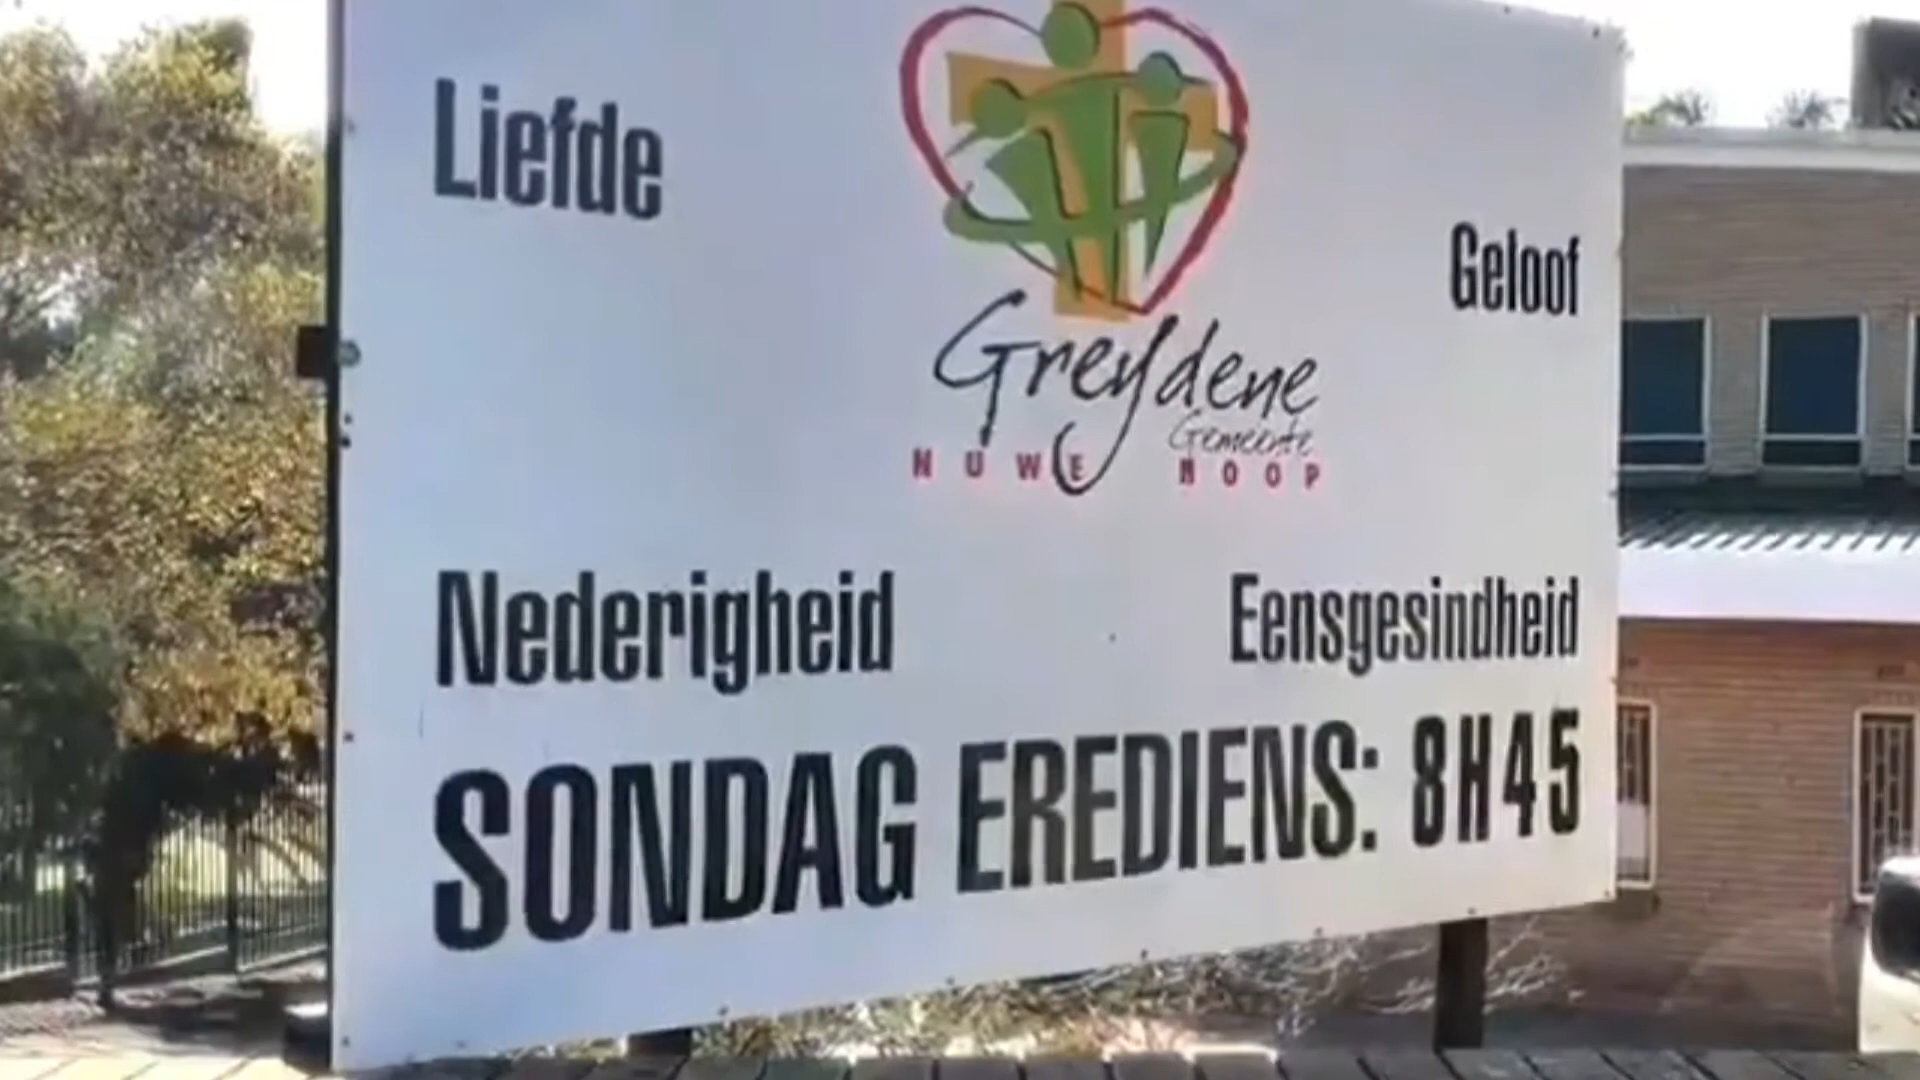 Liefde
Geloof
Greydene
Gemeente
NUWE HOOP
Nederigheid
Eensgesindheid
SONDAG EREDIENS: 8H45